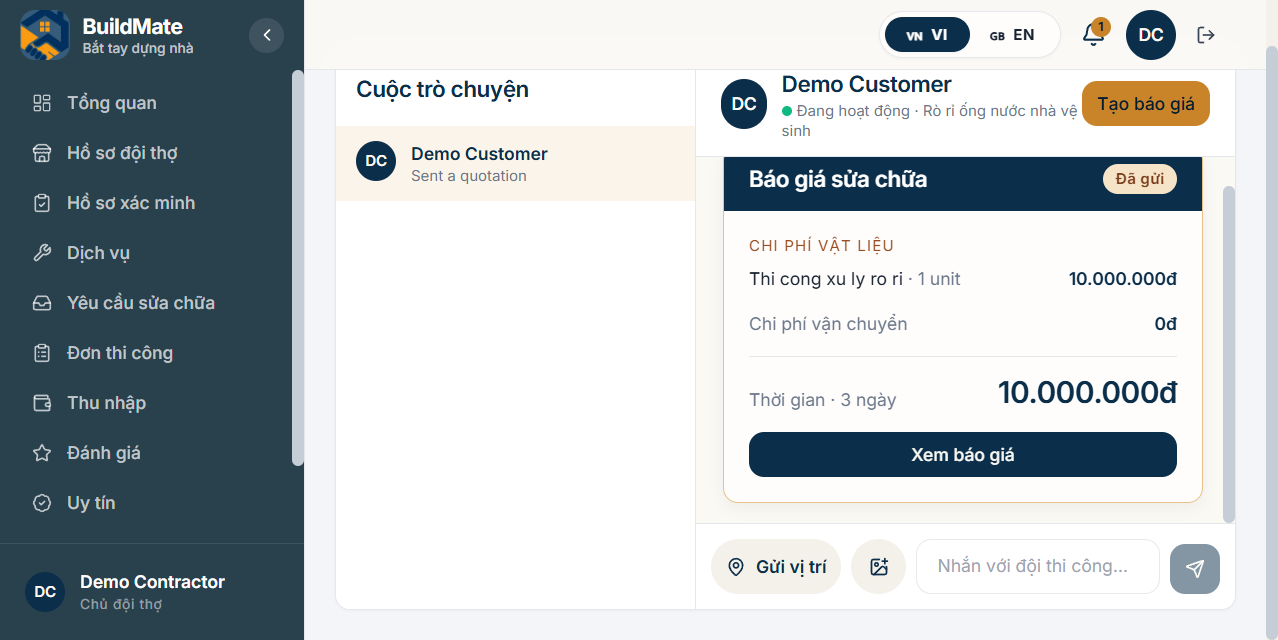 BuildMate
Bắt tay dựng nhà
VN VI
GB EN
1
DC
Tổng quan
Hồ sơ đội thợ
Hồ sơ xác minh
Dịch vụ
Yêu cầu sửa chữa
Đơn thi công
Thu nhập
Đánh giá
Uy tín
DC
Demo Contractor
Chủ đội thợ
Cuộc trò chuyện
DC
Demo Customer
Sent a quotation
DC
Demo Customer
Đang hoạt động · Rò rỉ ống nước nhà vệ
sinh
Tạo báo giá
Báo giá sửa chữa
Đã gửi
CHI PHÍ VẬT LIỆU
Thi cong xu ly ro ri · 1 unit
10.000.000đ
Chi phí vận chuyển
0đ
Thời gian · 3 ngày
10.000.000đ
Xem báo giá
Gửi vị trí
Nhắn với đội thi công...